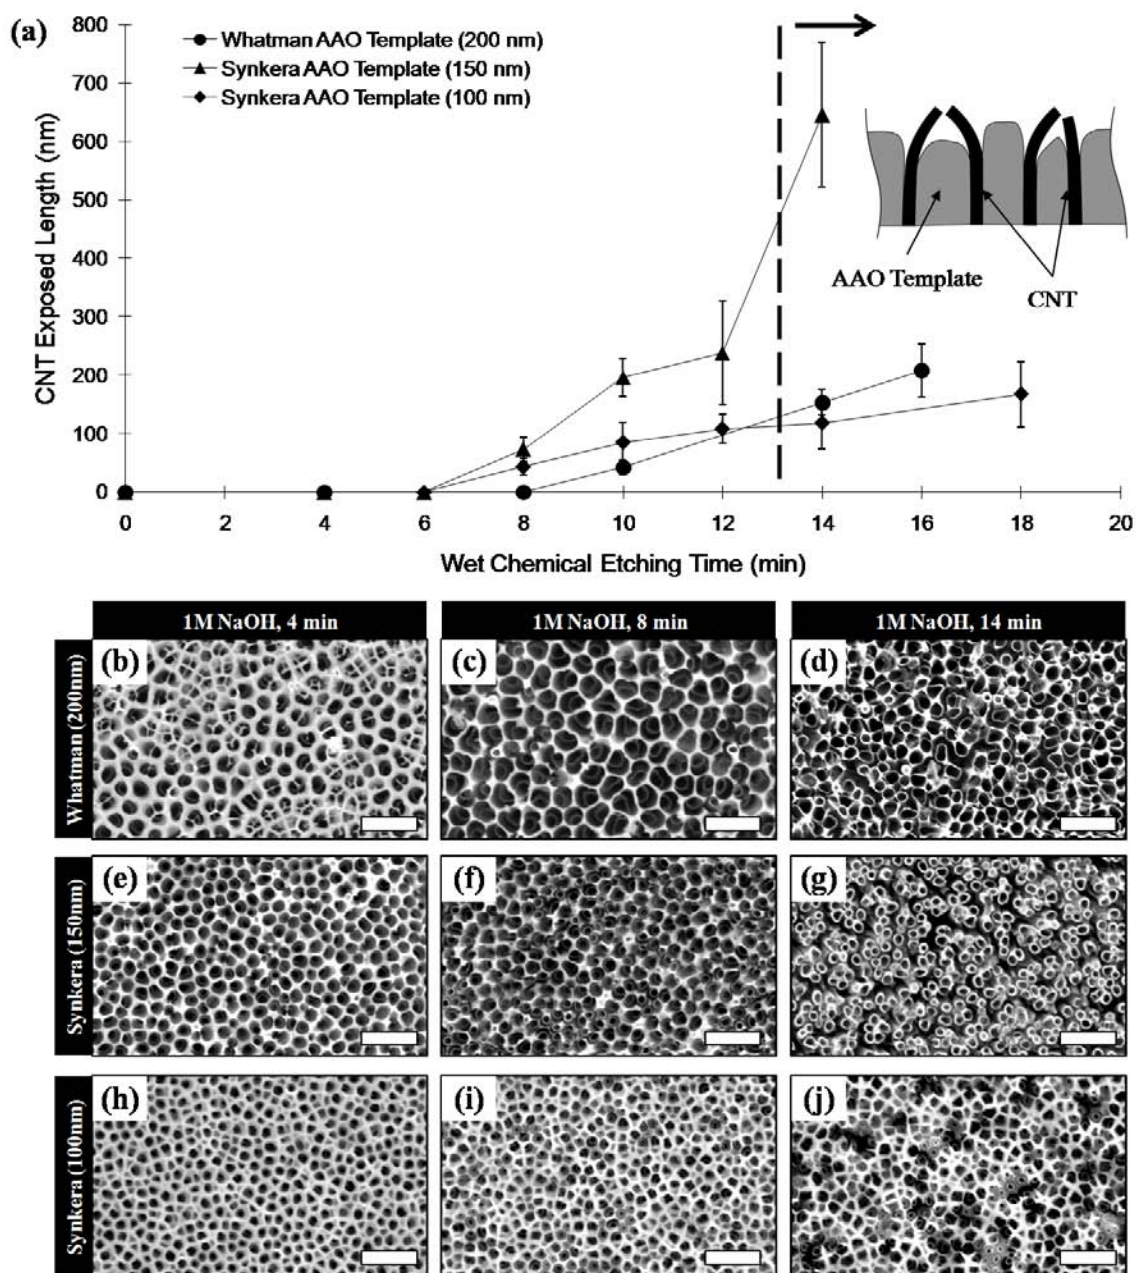 (a)
800
700
600
500
400
300
200
100
0
CNT Exposed Length (nm)
Whatman AAO Template (200 nm)
Synkera AAO Template (150 nm)
Synkera AAO Template (100 nm)
AAO Template
CNT
0 2 4 6 8 10 12 14 16 18 20
Wet Chemical Etching Time (min)
1M NaOH, 4 min
1M NaOH, 8 min
1M NaOH, 14 min
Whatman (200nm)
(b)
(c)
(d)
Synkera (150nm)
(e)
(f)
(g)
Synkera (100nm)
(h)
(i)
(j)